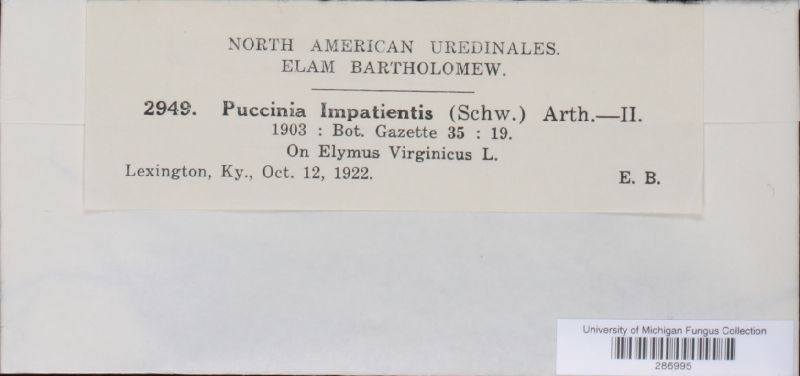 NORTH AMERICAN UREDINALES.
ELAM BARTHOLOMEW.
2949. Puccinia Impatientis (Schw.) Arth.—II.
1903 : Bot. Gazette 35 : 19.
On Elymus Virginicus L.
Lexington, Ky., Oct. 12, 1922. E. B.
University of Michigan Fungus Collection
286995